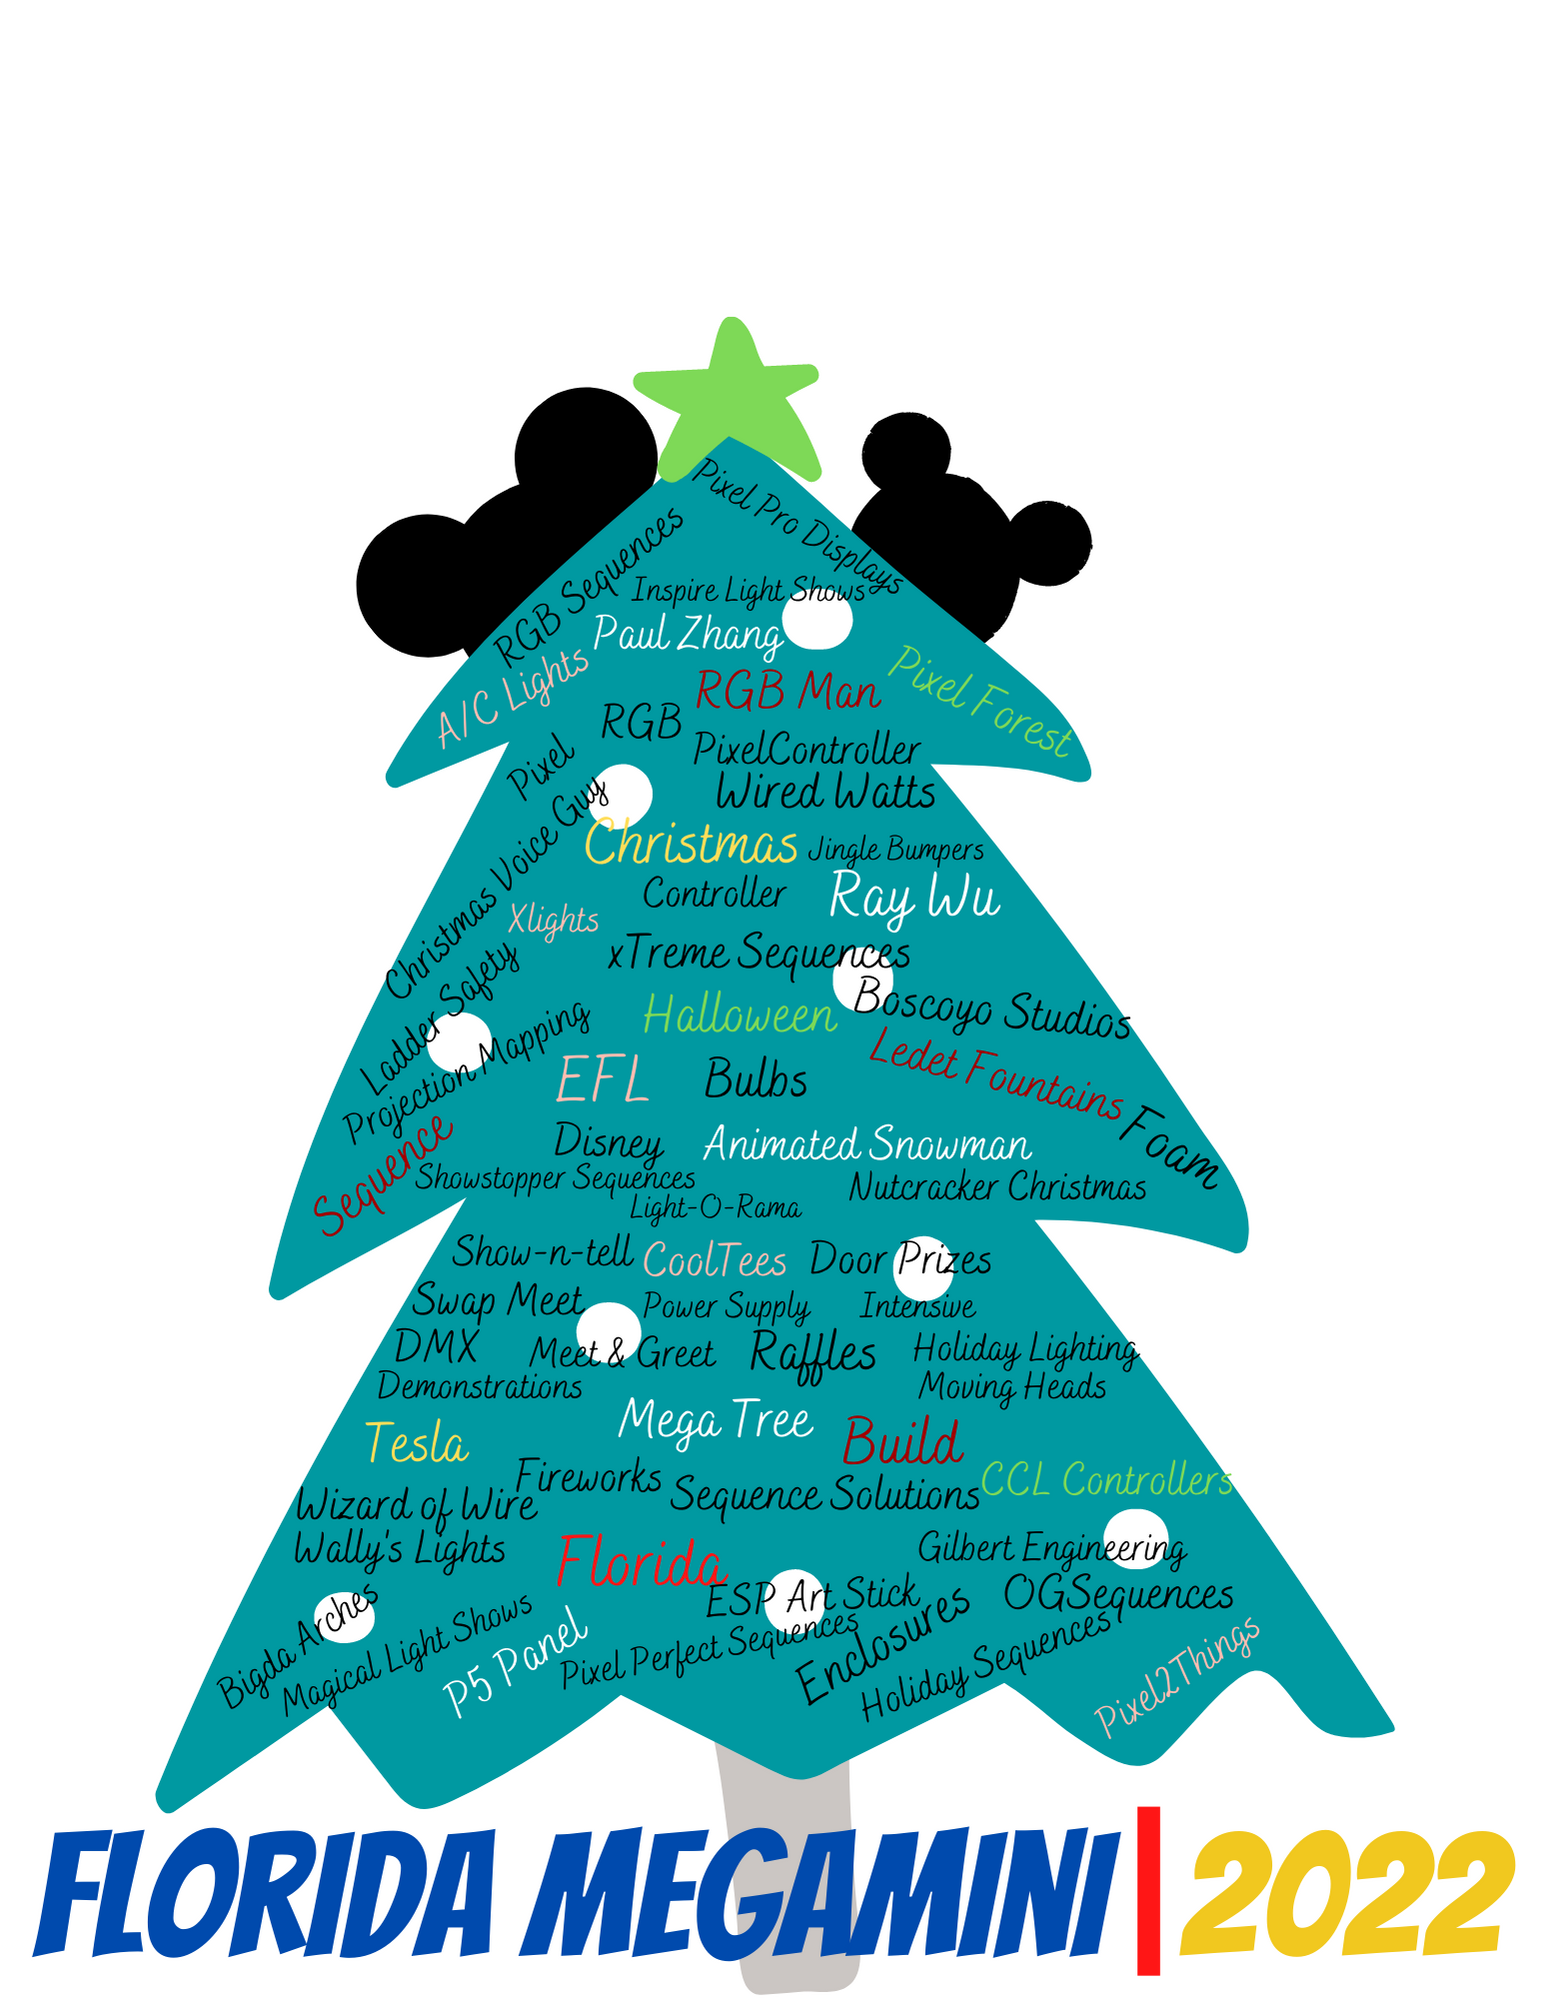 Pixel Pro Displays
RGB Sequences
Inspire Light Shows
Paul Zhang
A/C Lights
RGB Man
Pixel Forest
RGB
Pixel
PixelController
Wired Watts
Christmas Voice Guy
Christmas
Jingle Bumpers
Controller
Ray Wu
Xlights
xTreme Sequences
Ladder Safety
Boscoyo Studios
Halloween
Projection Mapping
Ledet Fountains
EFL
Bulbs
Foam
Sequence
Disney
Animated Snowman
Showstopper Sequences
Nutcracker Christmas
Light-O-Rama
Show-n-tell
CoolTees
Door Prizes
Swap Meet
Power Supply
Intensive
DMX
Meet & Greet
Raffles
Holiday Lighting
Demonstrations
Moving Heads
Mega Tree
Tesla
Build
Fireworks
CCL Controllers
Sequence Solutions
Wizard of Wire
Wally's Lights
Florida
Gilbert Engineering
ESP Art Stick
OGSequences
Bigda Arches
Magical Light Shows
P5 Panel
Pixel Perfect Sequences
Enclosures
Holiday Sequences
Pixel2Things
FLORIDA MEGAMINI|2022